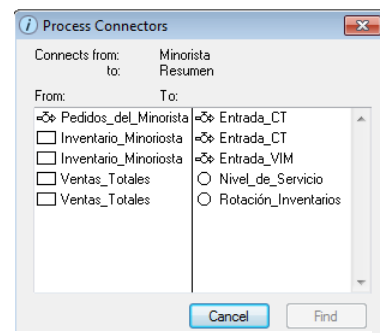 Process Connectors
Connects from: Minorista
to: Resumen
From: To:
Pedidos_del_Minorista Entrada_CT
Inventario_Minoriosta Entrada_CT
Inventario_Minoriosta Entrada_VIM
Ventas_Totales Nivel_de_Servicio
Ventas_Totales Rotación_Inventarios
Cancel Find